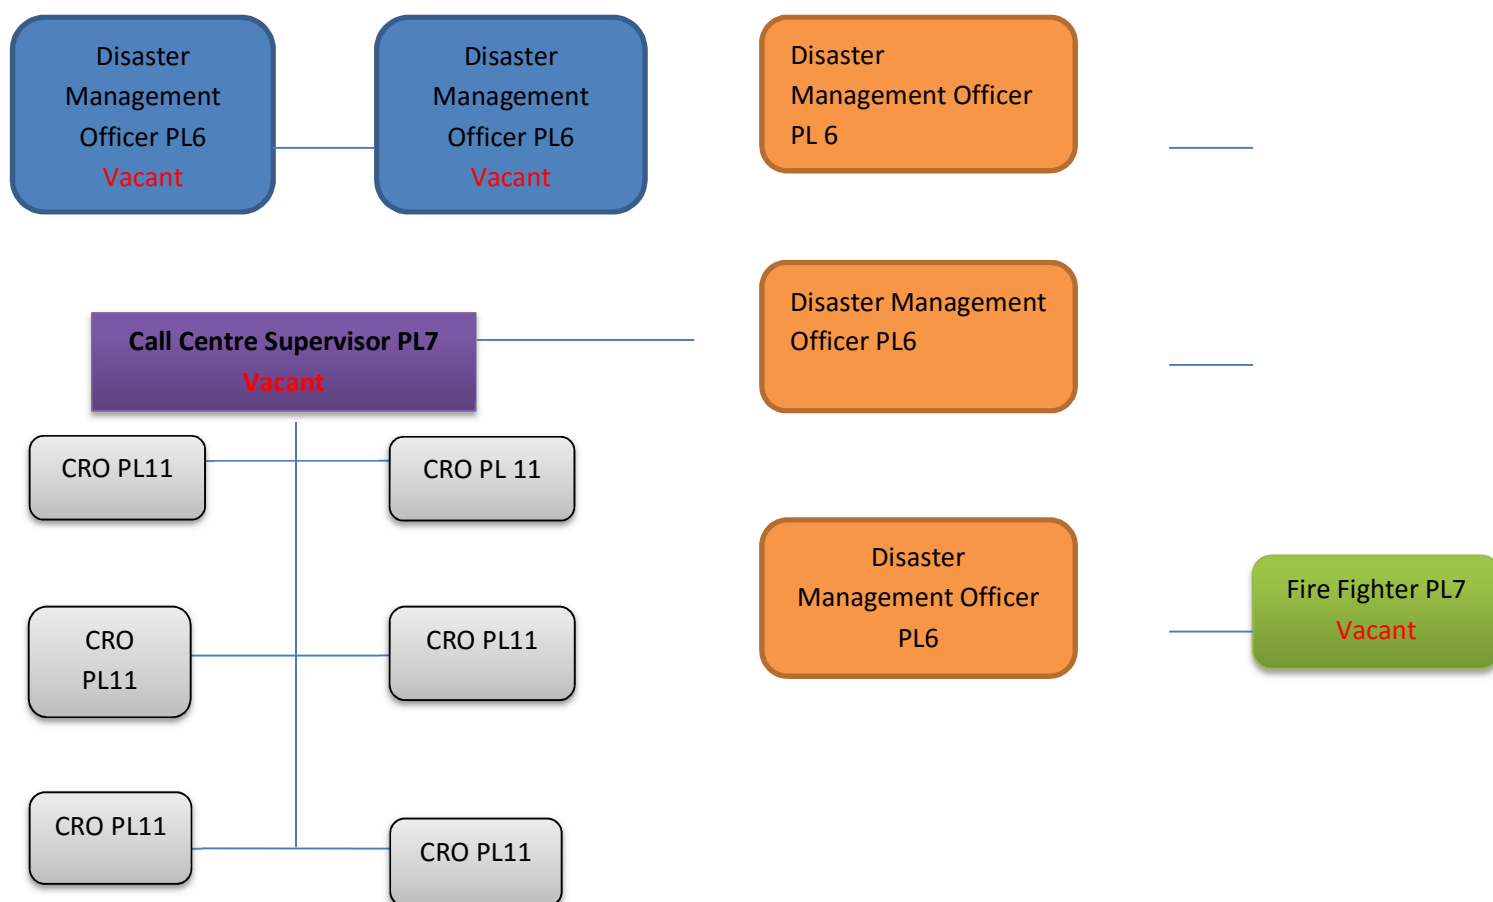 Disaster
Management
Officer PL6
Vacant
Disaster
Management
Officer PL6
Vacant
Disaster
Management Officer
PL 6
Disaster Management
Officer PL6
Call Centre Supervisor PL7
Vacant
CRO PL11
CRO PL 11
CRO
PL11
CRO PL11
CRO PL11
CRO PL11
Disaster
Management Officer
PL6
Fire Fighter PL7
Vacant